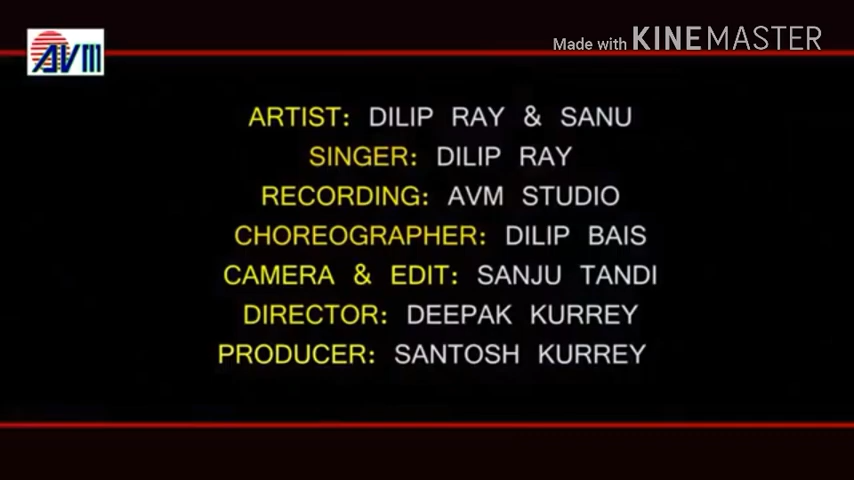 AVM
Made with KINEMASTER
ARTIST: DILIP RAY & SANU
SINGER: DILIP RAY
RECORDING: AVM STUDIO
CHOREOGRAPHER: DILIP BAIS
CAMERA & EDIT: SANJU TANDI
DIRECTOR: DEEPAK KURREY
PRODUCER: SANTOSH KURREY